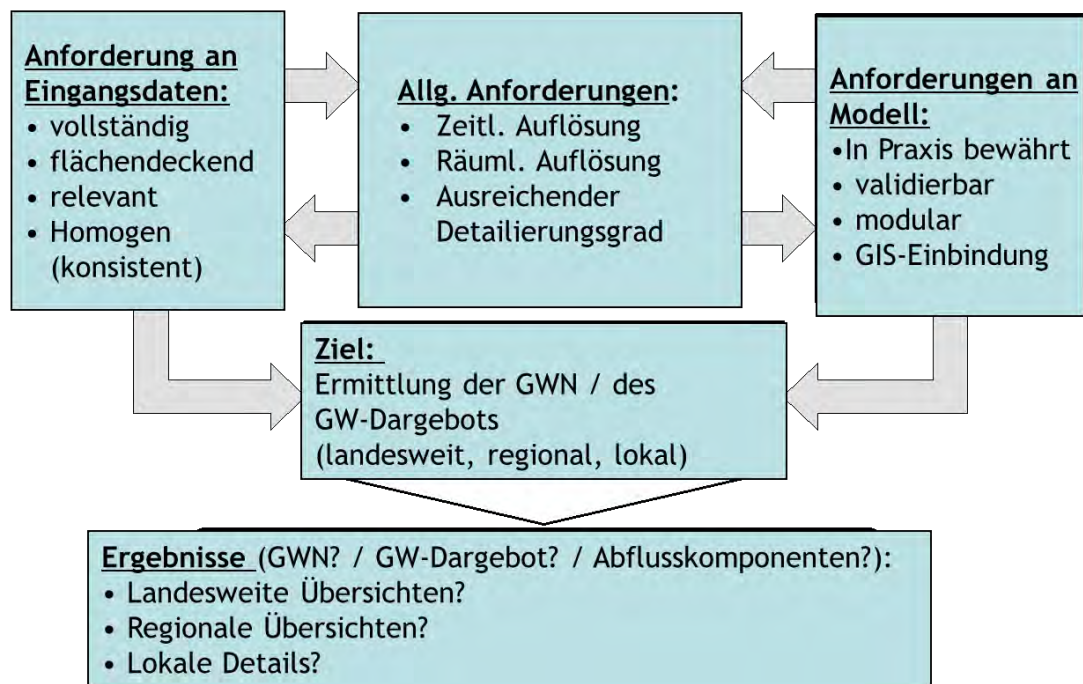 Anforderung an
Eingangsdaten:
• vollständig
• flächendeckend
• relevant
• Homogen
(konsistent)
Allg. Anforderungen:
• Zeitl. Auflösung
• Räuml. Auflösung
• Ausreichender
Detailierungsgrad
Anforderungen an
Modell:
•In Praxis bewährt
• validierbar
• modular
• GIS-Einbindung
Ziel:
Ermittlung der GWN / des
GW-Dargebots
(landesweit, regional, lokal)
Ergebnisse (GWN? / GW-Dargebot? / Abflusskomponenten?):
• Landesweite Übersichten?
• Regionale Übersichten?
• Lokale Details?